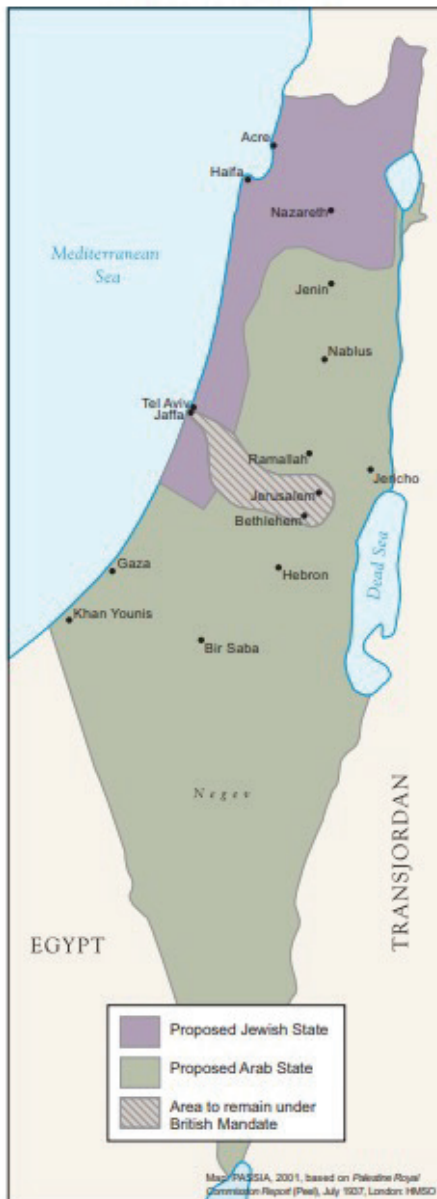 Acre
Haifa
Nazareth
Mediterranean
Sea
Jenin
Nablus
Tel Aviv
Jaffa
Ramallah
Jericho
Jerusalem
Bethlehem
Dead Sea
Gaza
Hebron
Khan Younis
Bir Saba
Negev
TRANSJORDAN
EGYPT
Proposed Jewish State
Proposed Arab State
Area to remain under
British Mandate
Map: PASSIA, 2001, based on Palestine Royal
Commission Report (Peel), July 1937, London: HMSO